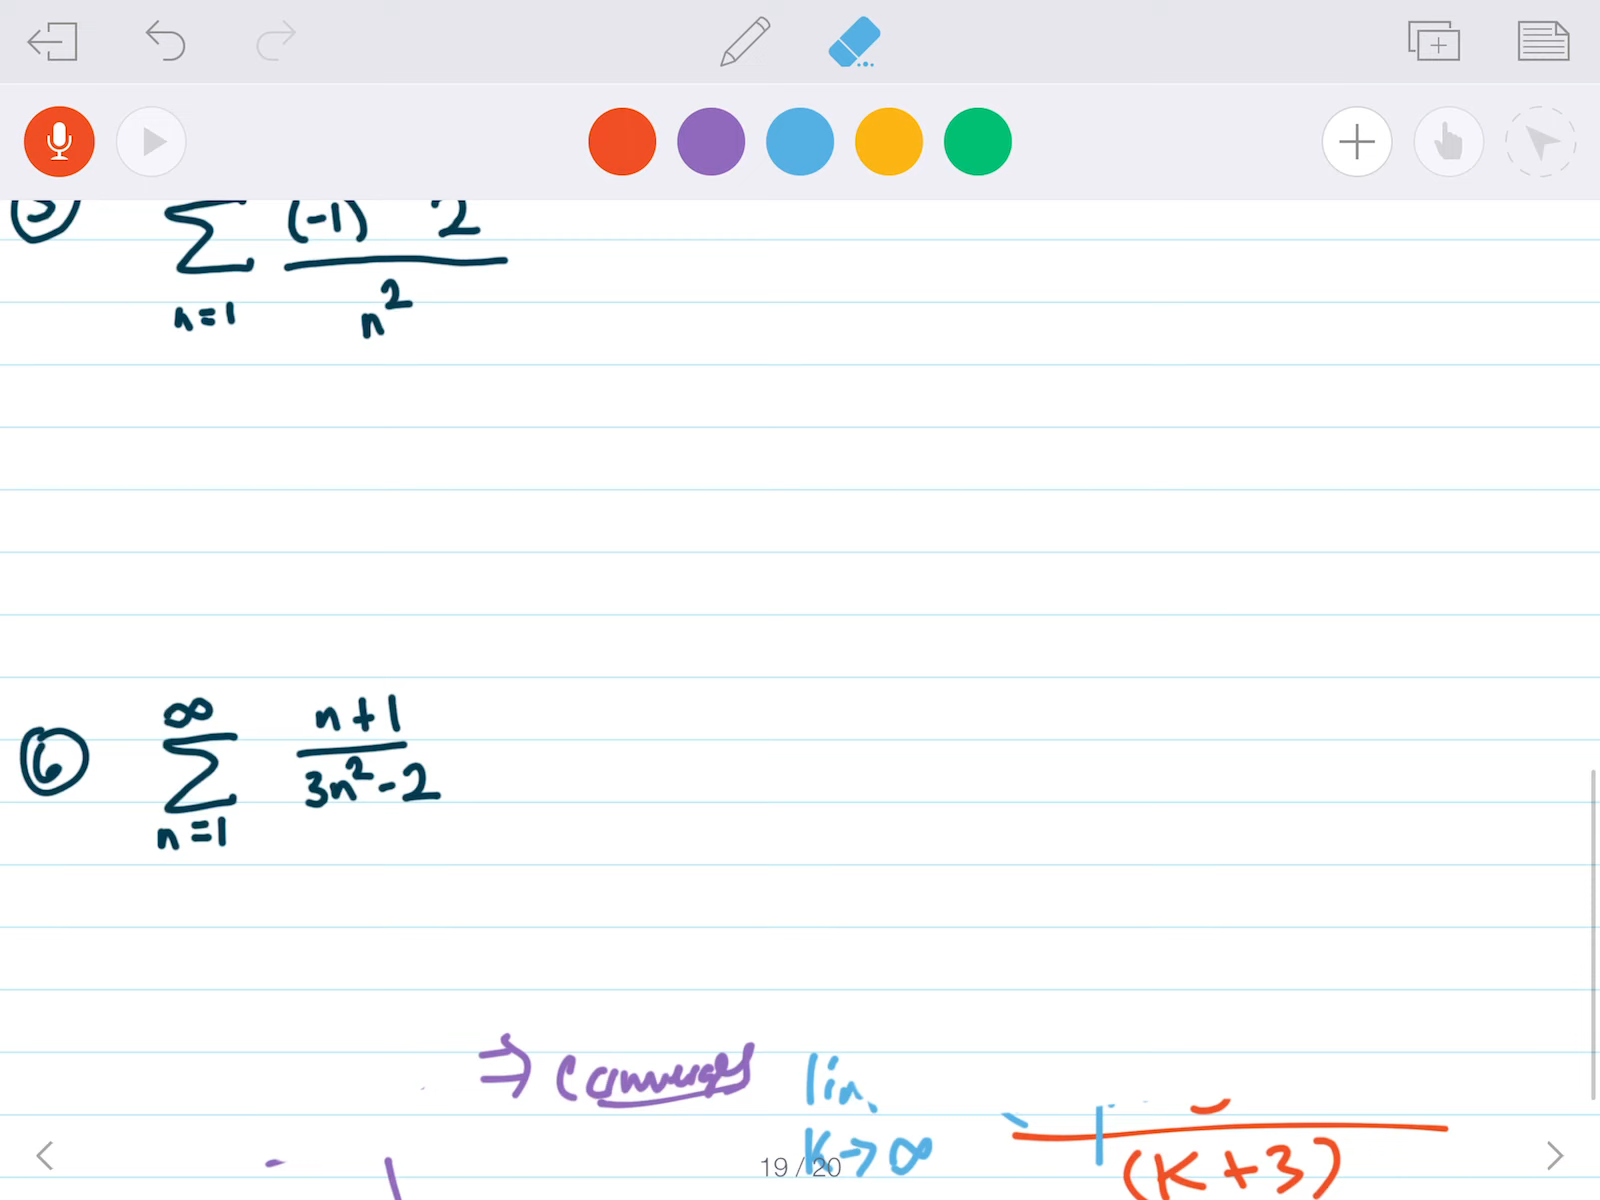 ⑤ ∑ (-1) 2
n=1 n²
∞ n+1
⑥ ∑ 3n²-2
n=1
⇒ Converges lim
K→∞ (K+3)
19 / 20